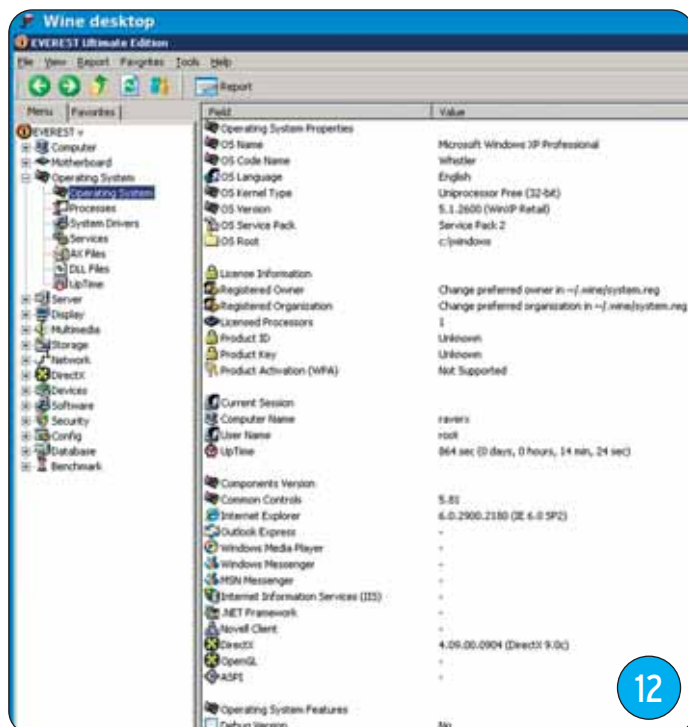 Wine desktop
EVEREST Ultimate Edition
File View Report Favorites Tools Help
Report
Menu Favorites
Field Value
EVEREST v
Computer
Motherboard
Operating System
Operating System
Processes
System Drivers
Services
AX Files
DLL Files
UpTime
Server
Display
Multimedia
Storage
Network
DirectX
Devices
Software
Security
Config
Database
Benchmark
Operating System Properties
OS Name Microsoft Windows XP Professional
OS Code Name Whistler
OS Language English
OS Kernel Type Uniprocessor Free (32-bit)
OS Version 5.1.2600 (WinXP Retail)
OS Service Pack Service Pack 2
OS Root c:\windows
License Information
Registered Owner Change preferred owner in ~/.wine/system.reg
Registered Organization Change preferred organization in ~/.wine/system.reg
Licensed Processors 1
Product ID Unknown
Product Key Unknown
Product Activation (WPA) Not Supported
Current Session
Computer Name ravers
User Name root
UpTime 864 sec (0 days, 0 hours, 14 min, 24 sec)
Components Version
Common Controls 5.81
Internet Explorer 6.0.2900.2180 (IE 6.0 SP2)
Outlook Express -
Windows Media Player -
Windows Messenger -
MSN Messenger -
Internet Information Services (IIS) -
.NET Framework -
Novell Client -
DirectX 4.09.00.0904 (DirectX 9.0c)
OpenGL -
ASPI -
Operating System Features
Debug Version No
12